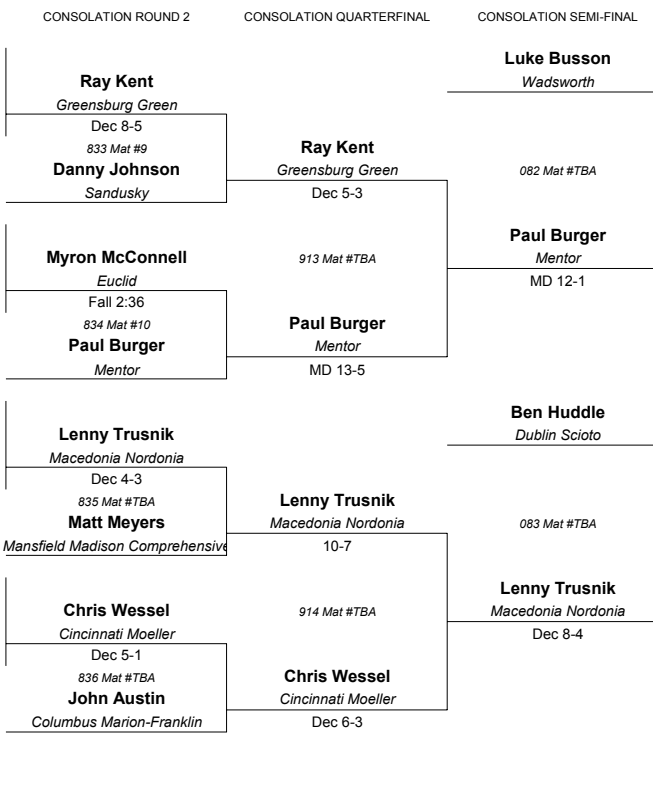 CONSOLATION ROUND 2
CONSOLATION QUARTERFINAL
CONSOLATION SEMI-FINAL
Luke Busson
Wadsworth
Ray Kent
Greensburg Green
Dec 8-5
833 Mat #9
Danny Johnson
Sandusky
Ray Kent
Greensburg Green
Dec 5-3
082 Mat #TBA
Myron McConnell
Euclid
Fall 2:36
834 Mat #10
Paul Burger
Mentor
913 Mat #TBA
Paul Burger
Mentor
MD 13-5
Paul Burger
Mentor
MD 12-1
Ben Huddle
Dublin Scioto
Lenny Trusnik
Macedonia Nordonia
Dec 4-3
835 Mat #TBA
Matt Meyers
Mansfield Madison Comprehensive
Lenny Trusnik
Macedonia Nordonia
10-7
083 Mat #TBA
Chris Wessel
Cincinnati Moeller
Dec 5-1
836 Mat #TBA
John Austin
Columbus Marion-Franklin
914 Mat #TBA
Chris Wessel
Cincinnati Moeller
Dec 6-3
Lenny Trusnik
Macedonia Nordonia
Dec 8-4